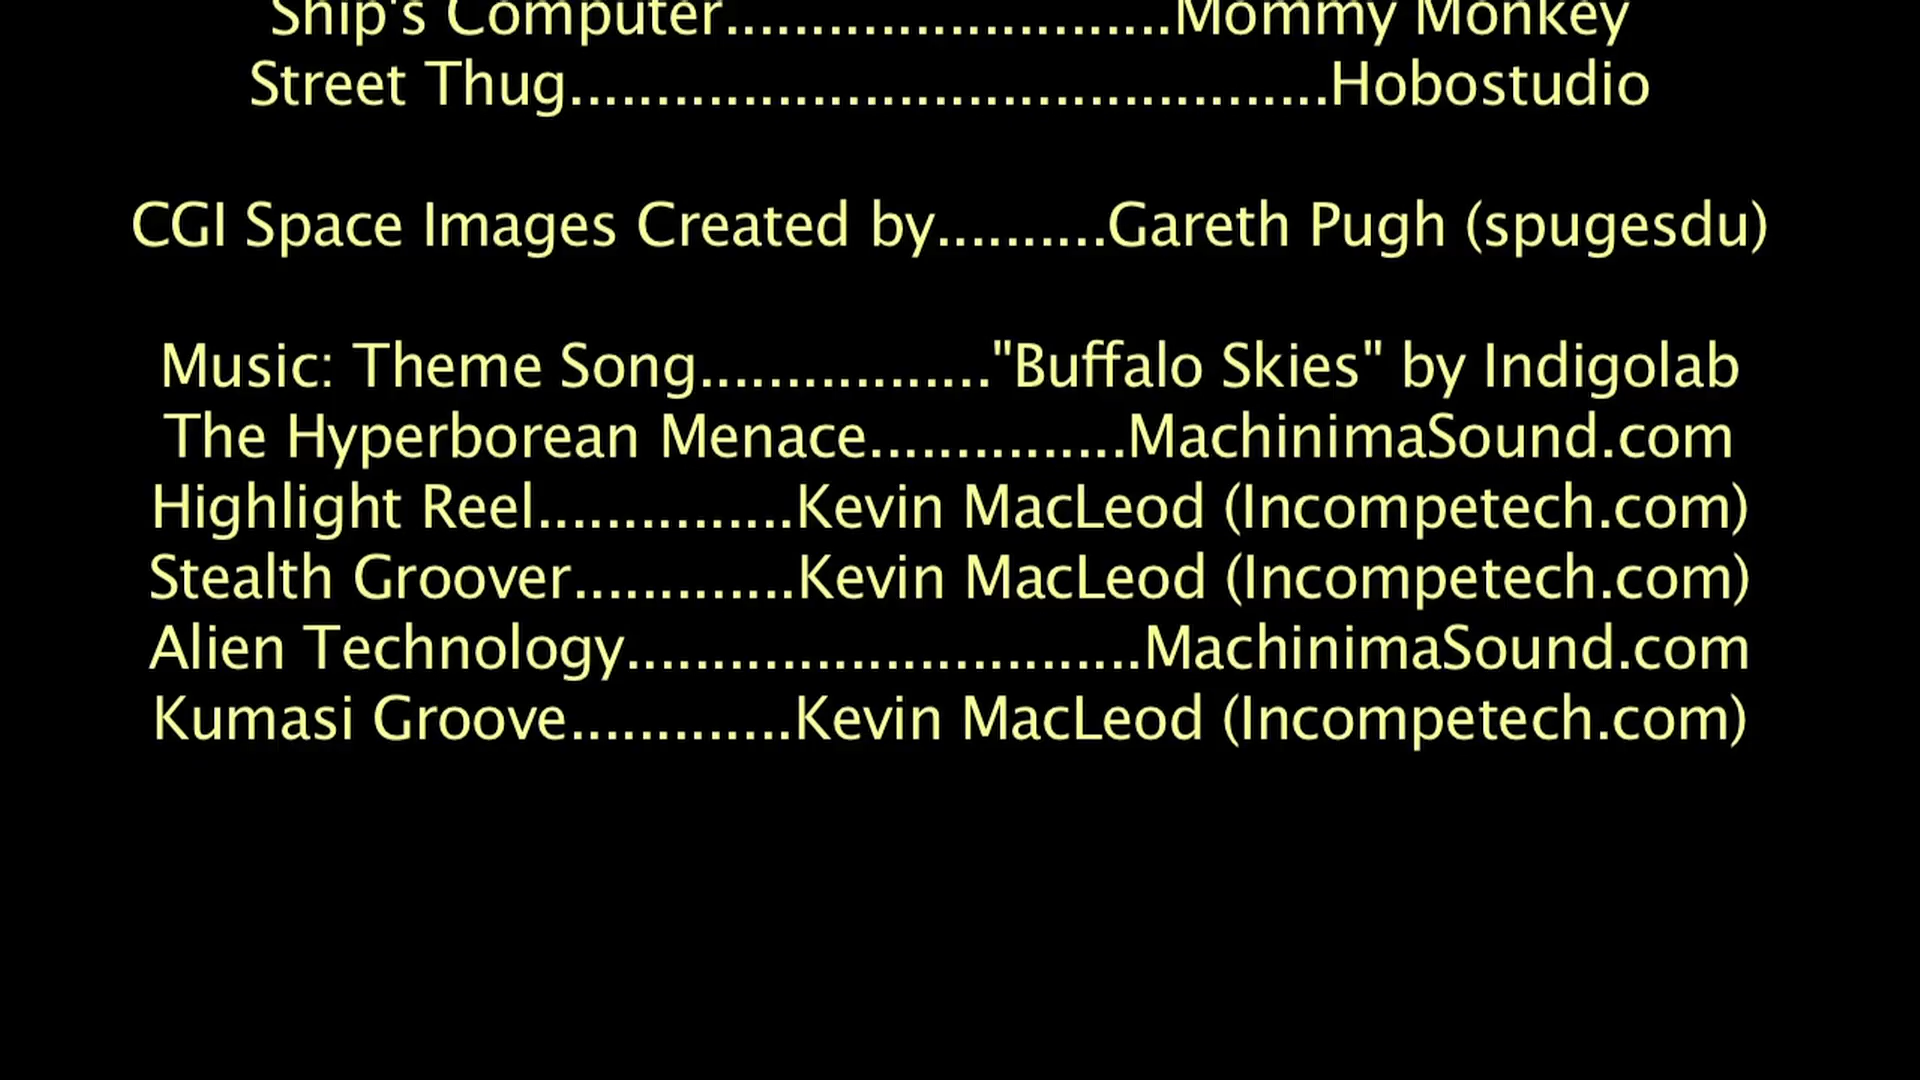 Ship's Computer..........................Mommy Monkey
Street Thug............................................Hobostudio
CGI Space Images Created by..........Gareth Pugh (spugesdu)
Music: Theme Song................."Buffalo Skies" by Indigolab
The Hyperborean Menace...............MachinimaSound.com
Highlight Reel...............Kevin MacLeod (Incompetech.com)
Stealth Groover.............Kevin MacLeod (Incompetech.com)
Alien Technology..............................MachinimaSound.com
Kumasi Groove.............Kevin MacLeod (Incompetech.com)